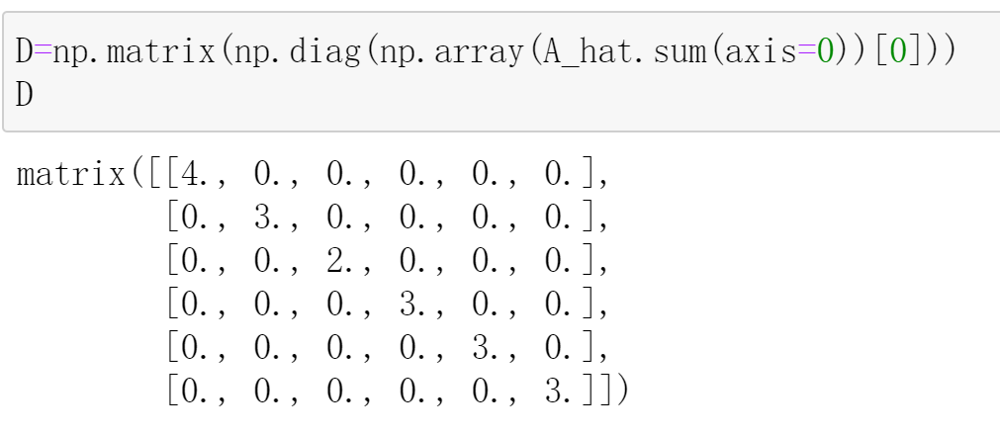 D=np.matrix(np.diag(np.array(A_hat.sum(axis=0))[0]))
D
matrix([[4., 0., 0., 0., 0., 0.],
[0., 3., 0., 0., 0., 0.],
[0., 0., 2., 0., 0., 0.],
[0., 0., 0., 3., 0., 0.],
[0., 0., 0., 0., 3., 0.],
[0., 0., 0., 0., 0., 3.]])